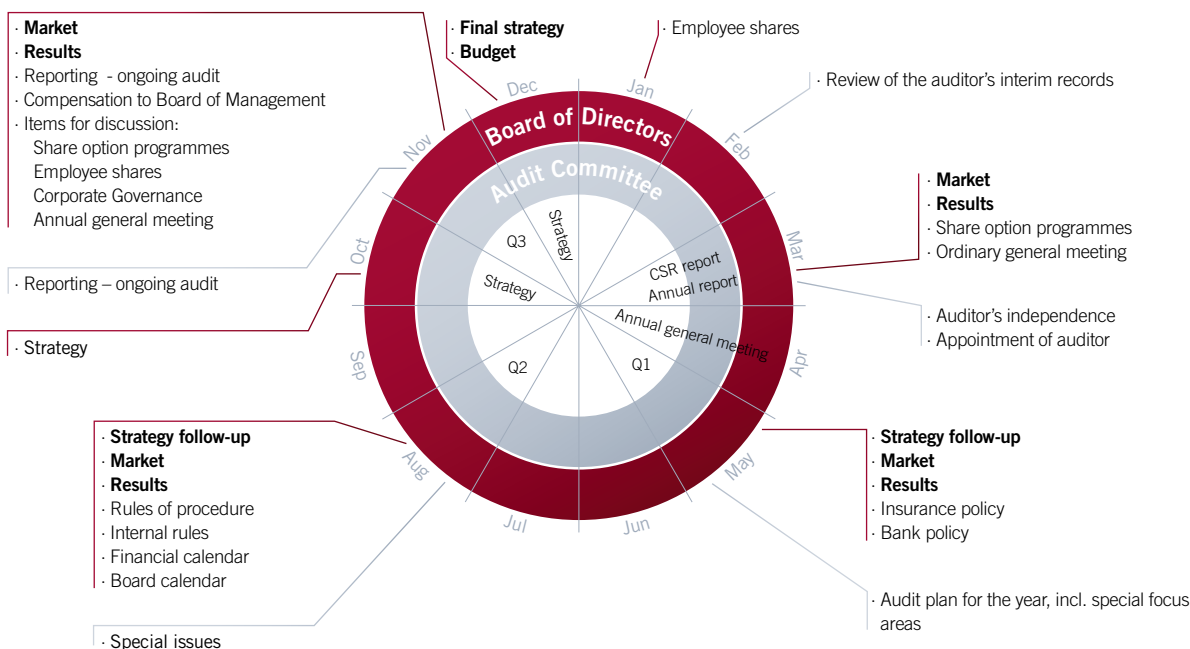 · Market
· Results
· Reporting - ongoing audit
· Compensation to Board of Management
· Items for discussion:
Share option programmes
Employee shares
Corporate Governance
Annual general meeting
· Reporting – ongoing audit
· Strategy
· Final strategy
· Budget
· Employee shares
· Review of the auditor's interim records
· Market
· Results
· Share option programmes
· Ordinary general meeting
· Auditor's independence
· Appointment of auditor
Dec
Jan
Nov
Feb
Oct
Mar
Sep
Apr
Aug
May
Jul
Jun
Board of Directors
Audit Committee
Strategy
Q3
Strategy
CSR report
Annual report
Annual general meeting
Q2
Q1
· Strategy follow-up
· Market
· Results
· Rules of procedure
· Internal rules
· Financial calendar
· Board calendar
· Special issues
· Strategy follow-up
· Market
· Results
· Insurance policy
· Bank policy
· Audit plan for the year, incl. special focus
areas